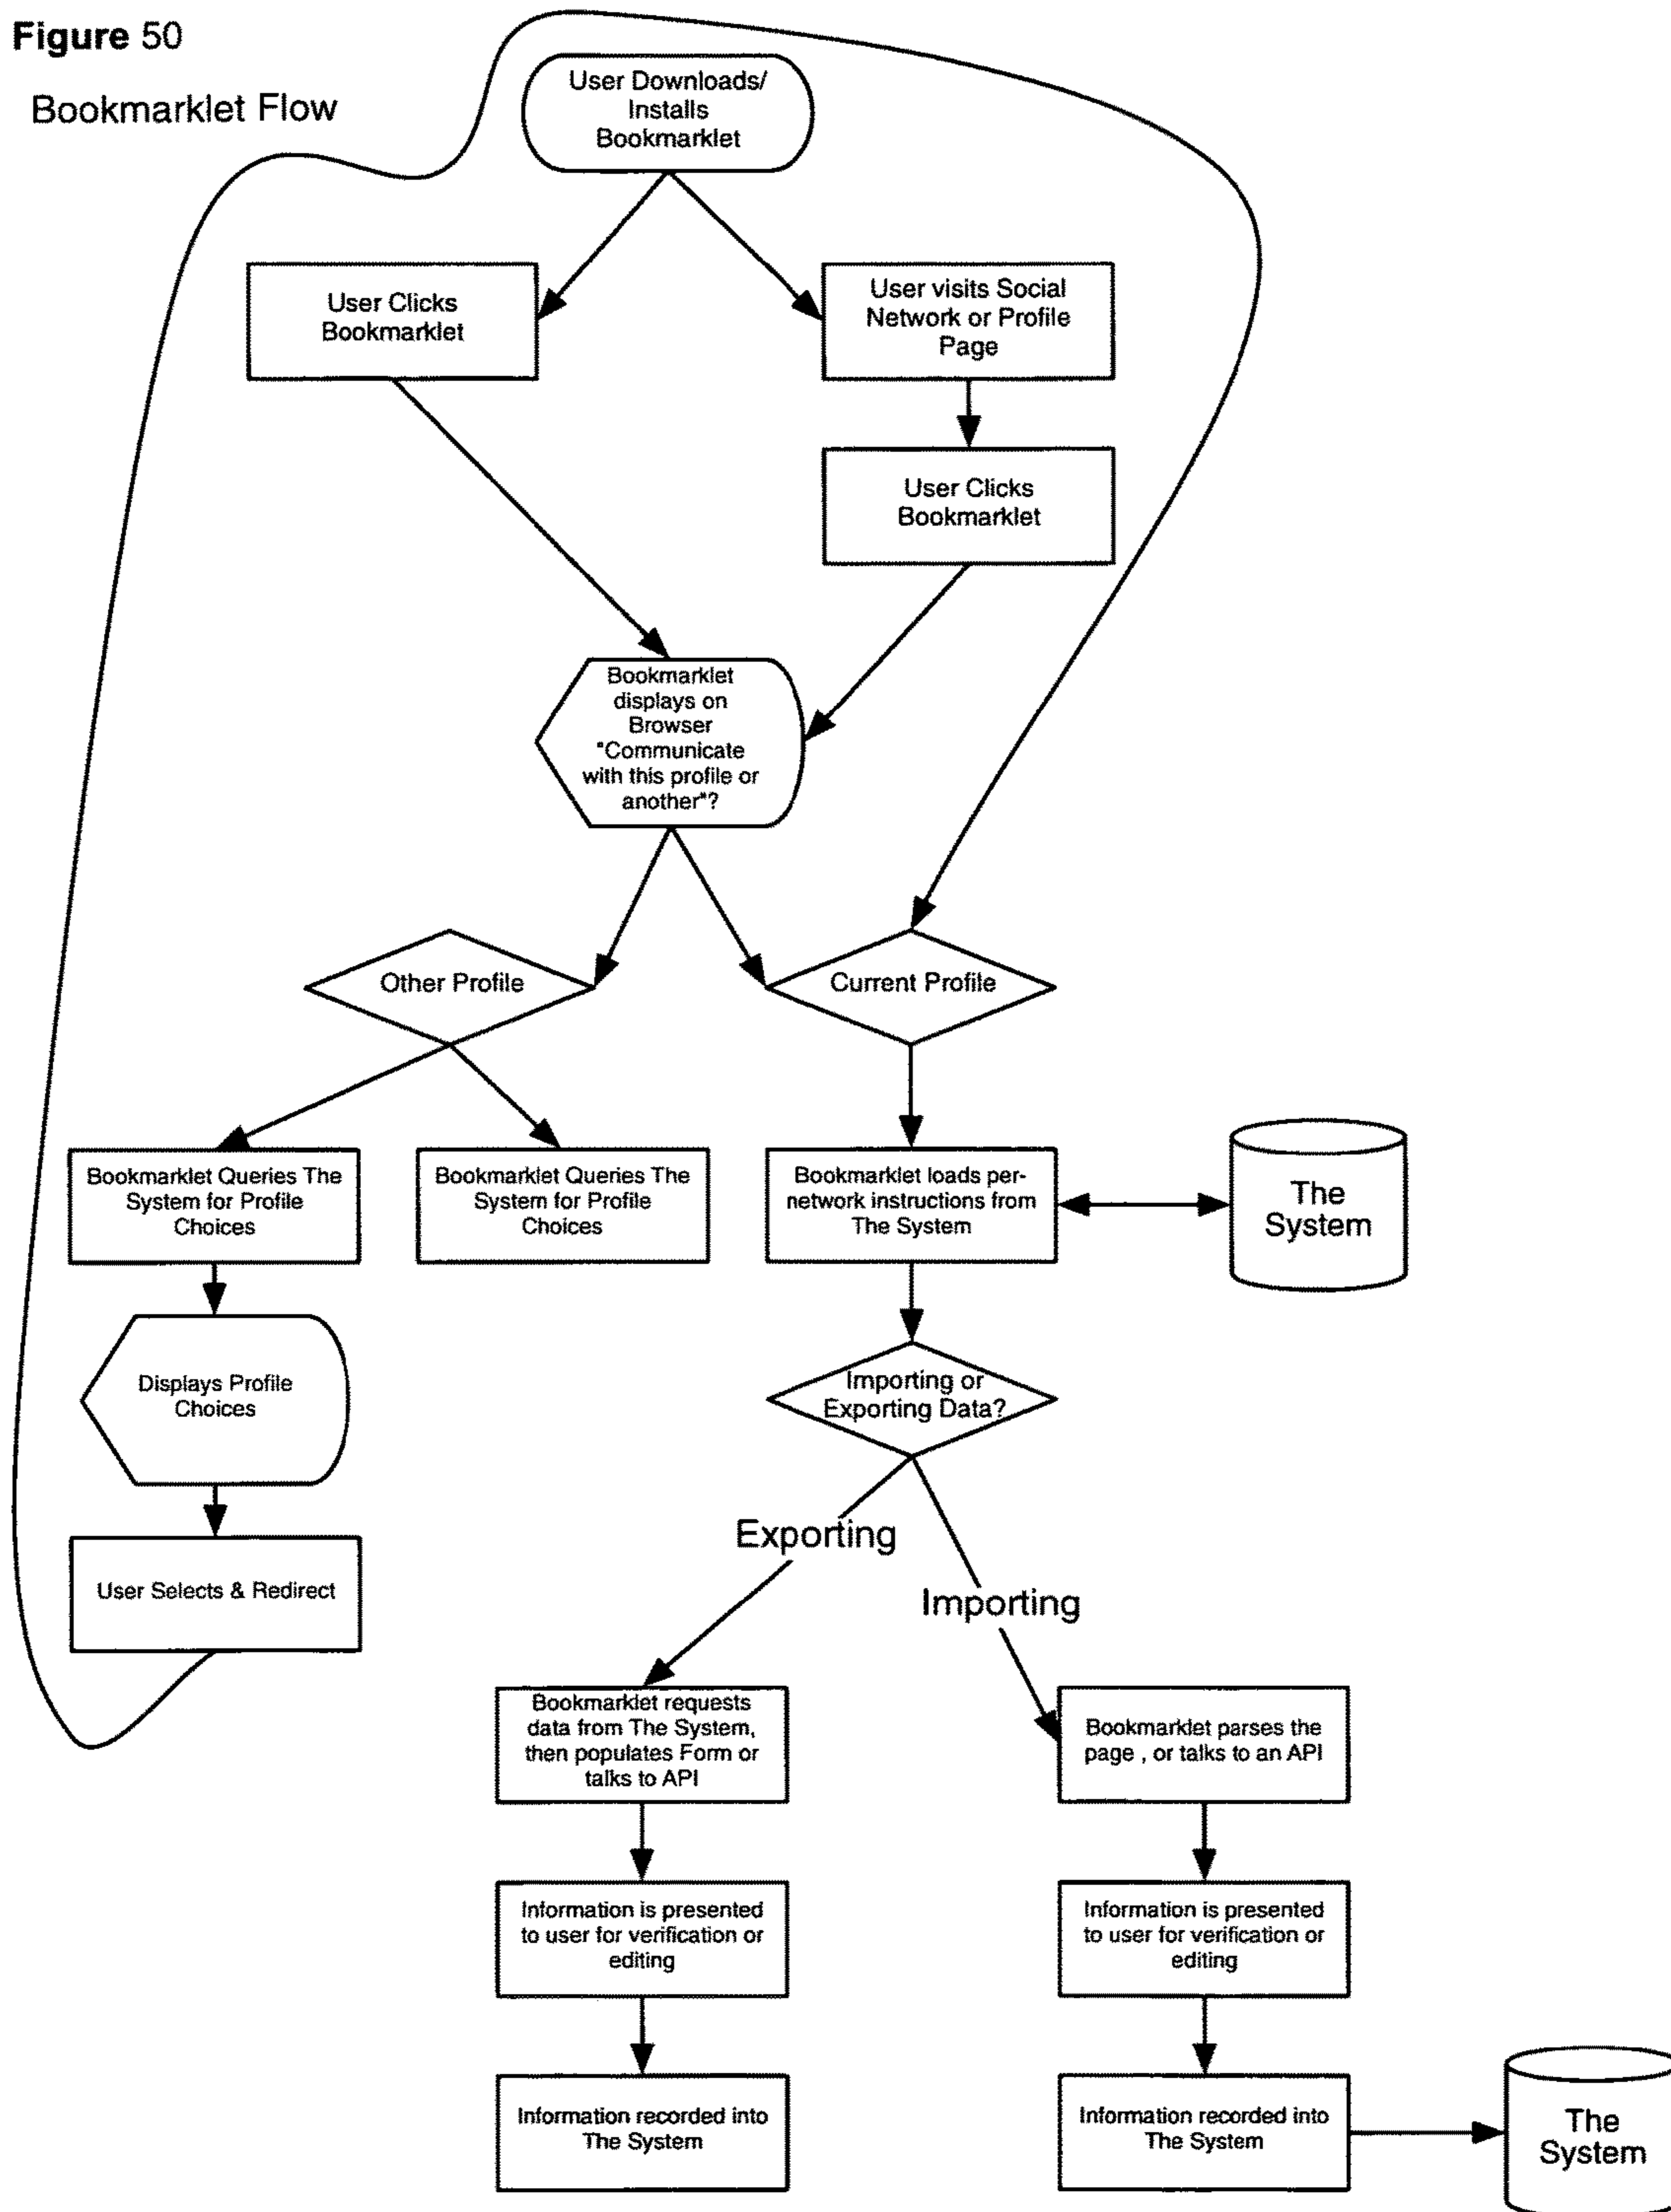 Figure 50
Bookmarklet Flow
User Downloads/
Installs
Bookmarklet
User Clicks
Bookmarklet
User visits Social
Network or Profile
Page
User Clicks
Bookmarklet
Bookmarklet
displays on
Browser
"Communicate
with this profile or
another"?
Other Profile
Current Profile
Bookmarklet Queries The
System for Profile
Choices
Bookmarklet Queries The
System for Profile
Choices
Bookmarklet loads per-
network instructions from
The System
The
System
Displays Profile
Choices
Importing or
Exporting Data?
Exporting
User Selects & Redirect
Importing
Bookmarklet requests
data from The System,
then populates Form or
talks to API
Bookmarklet parses the
page , or talks to an API
Information is presented
to user for verification or
editing
Information is presented
to user for verification or
editing
Information recorded into
The System
Information recorded into
The System
The
System